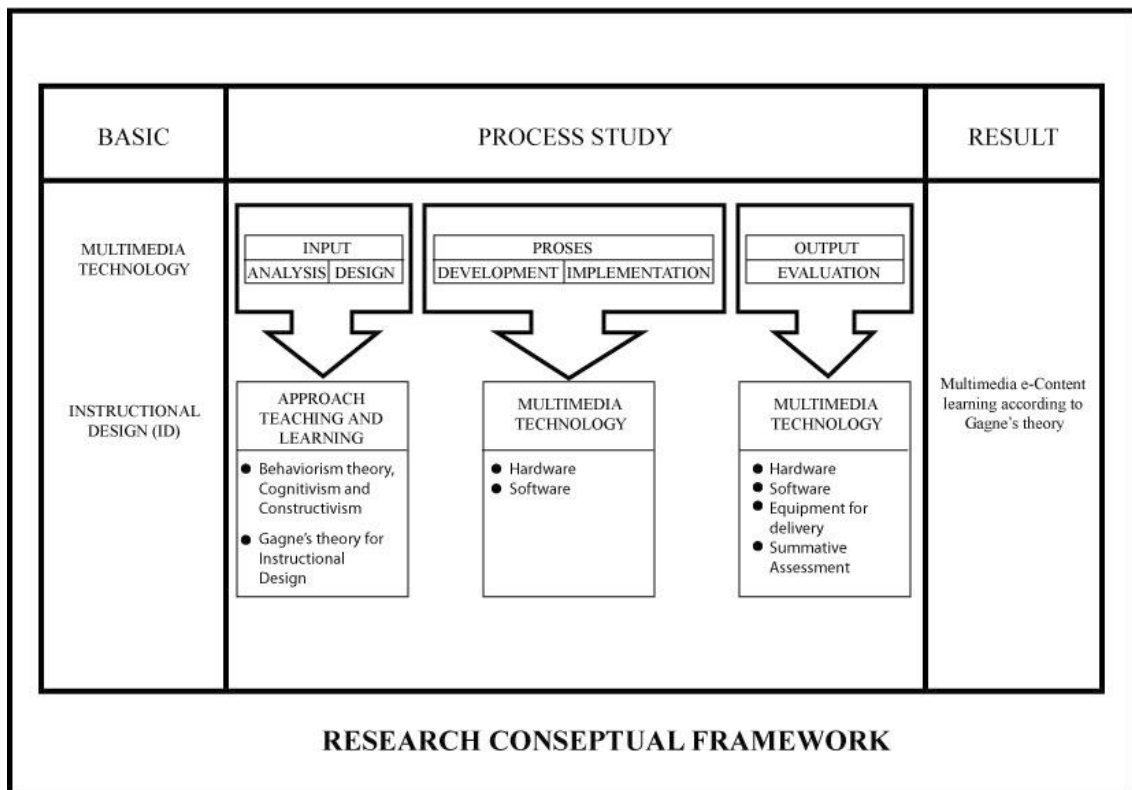 BASIC
PROCESS STUDY
RESULT
MULTIMEDIA
TECHNOLOGY
INSTRUCTIONAL
DESIGN (ID)
INPUT
ANALYSIS DESIGN
APPROACH
TEACHING AND
LEARNING
● Behaviorism theory,
Cognitivism and
Constructivism
● Gagne's theory for
Instructional
Design
PROSES
DEVELOPMENT IMPLEMENTATION
MULTIMEDIA
TECHNOLOGY
● Hardware
● Software
OUTPUT
EVALUATION
MULTIMEDIA
TECHNOLOGY
● Hardware
● Software
● Equipment for
delivery
● Summative
Assessment
Multimedia e-Content
learning according to
Gagne's theory
RESEARCH CONSEPTUAL FRAMEWORK